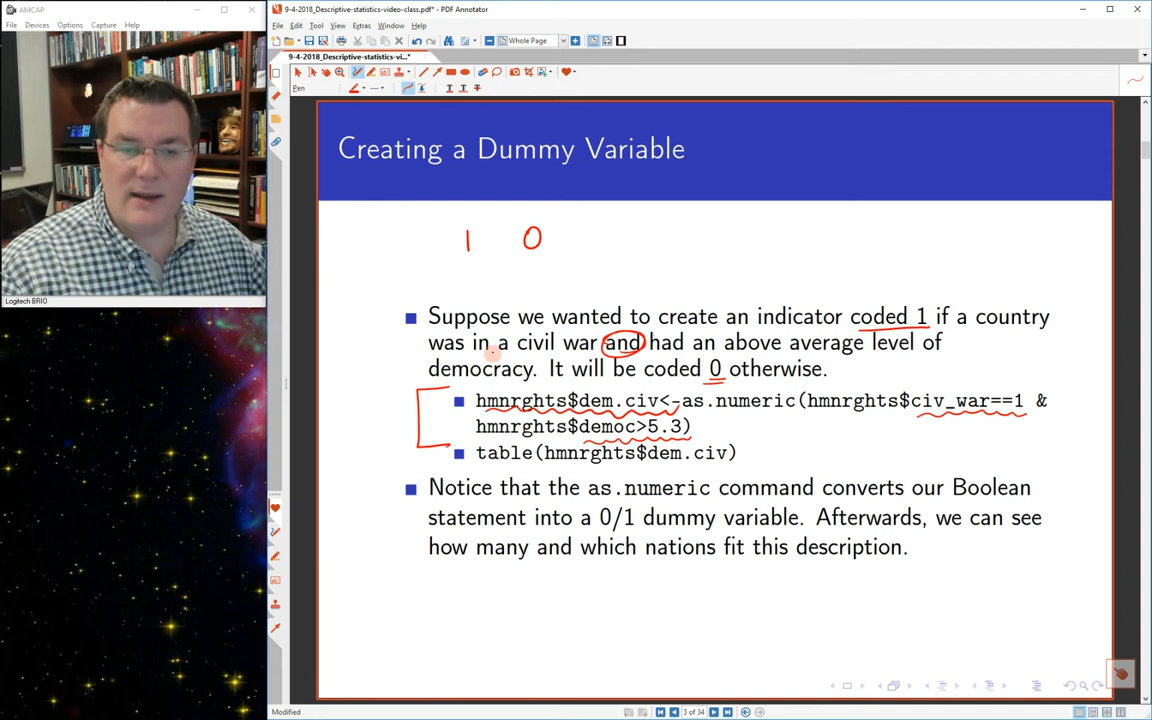 AMCAP
File Devices Options Capture Help
Logitech BRIO
9-4-2018_Descriptive-statistics-video-class.pdf* - PDF Annotator
File Edit Tool View Extras Window Help
Whole Page
9-4-2018_Descriptive-statistics-vi...*
Pen
Creating a Dummy Variable
1 0
Suppose we wanted to create an indicator coded 1 if a country
was in a civil war and had an above average level of
democracy. It will be coded 0 otherwise.
hmnrghts$dem.civ<-as.numeric(hmnrghts$civ_war==1 &
hmnrghts$democ>5.3)
table(hmnrghts$dem.civ)
Notice that the as.numeric command converts our Boolean
statement into a 0/1 dummy variable. Afterwards, we can see
how many and which nations fit this description.
Modified
3 of 34